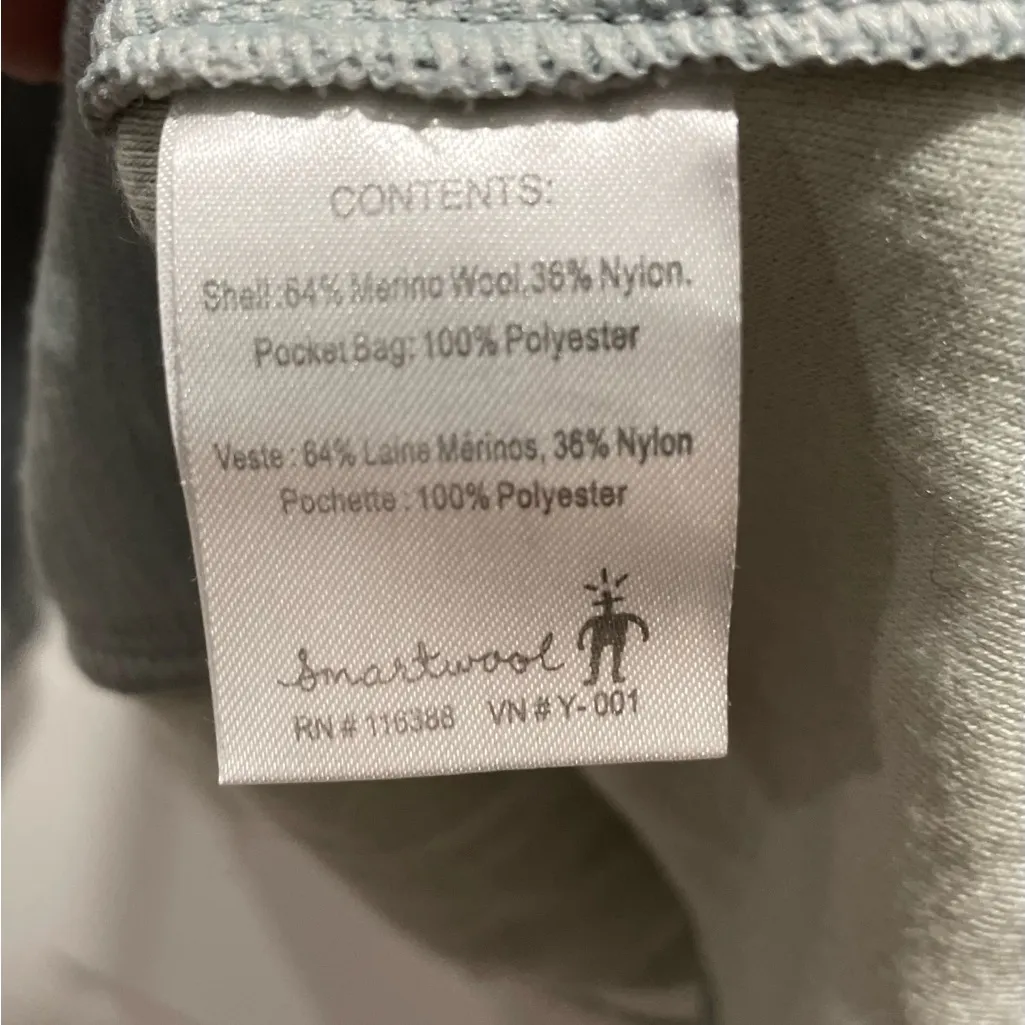 CONTENTS:
Shell:64% Merino Wool,36% Nylon.
Pocket Bag: 100% Polyester
Veste : 64% Laine Mérinos, 36% Nylon
Pochette : 100% Polyester
Smartwool
RN # 116388 VN # Y-001